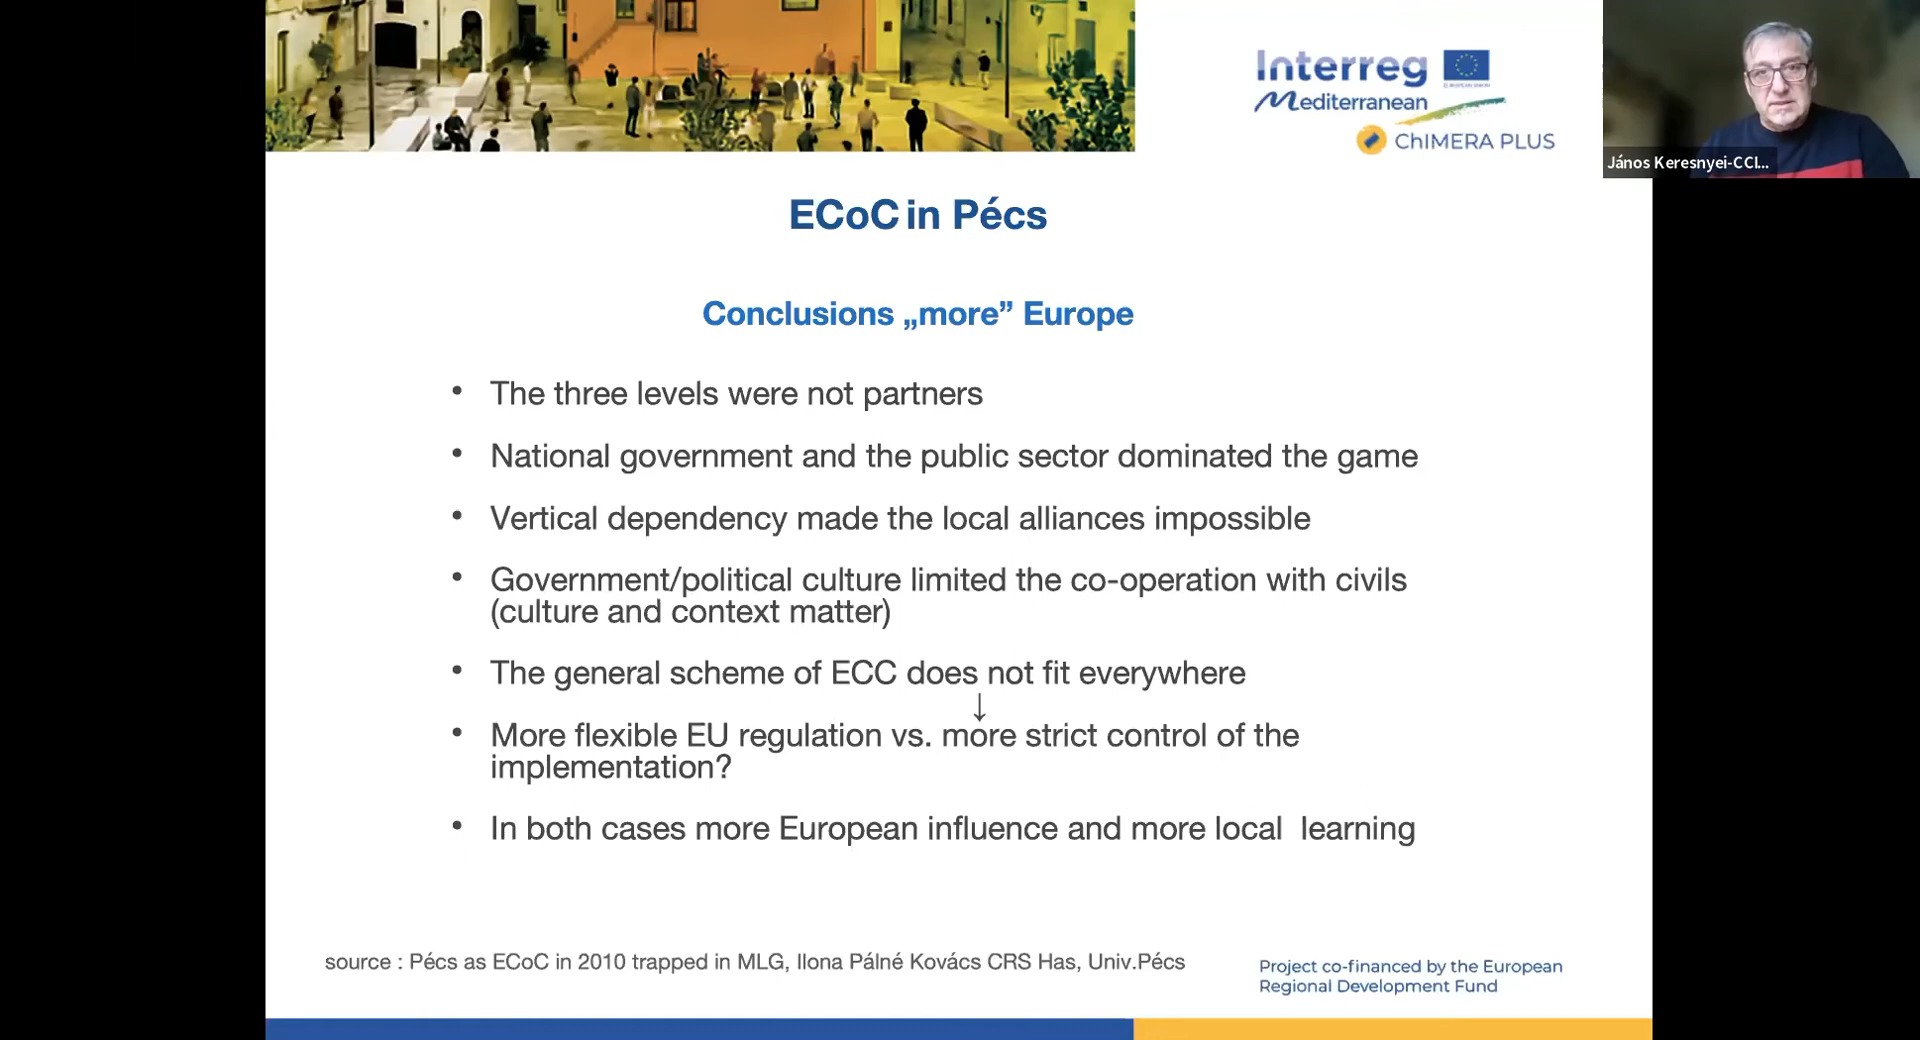 Interreg
Mediterranean
ChIMERA PLUS
János Keresnyei-CCI...
ECoC in Pécs
Conclusions „more” Europe
• The three levels were not partners
• National government and the public sector dominated the game
• Vertical dependency made the local alliances impossible
• Government/political culture limited the co-operation with civils
(culture and context matter)
• The general scheme of ECC does not fit everywhere
↓
• More flexible EU regulation vs. more strict control of the
implementation?
• In both cases more European influence and more local learning
source : Pécs as ECoC in 2010 trapped in MLG, Ilona Pálné Kovács CRS Has, Univ.Pécs
Project co-financed by the European
Regional Development Fund